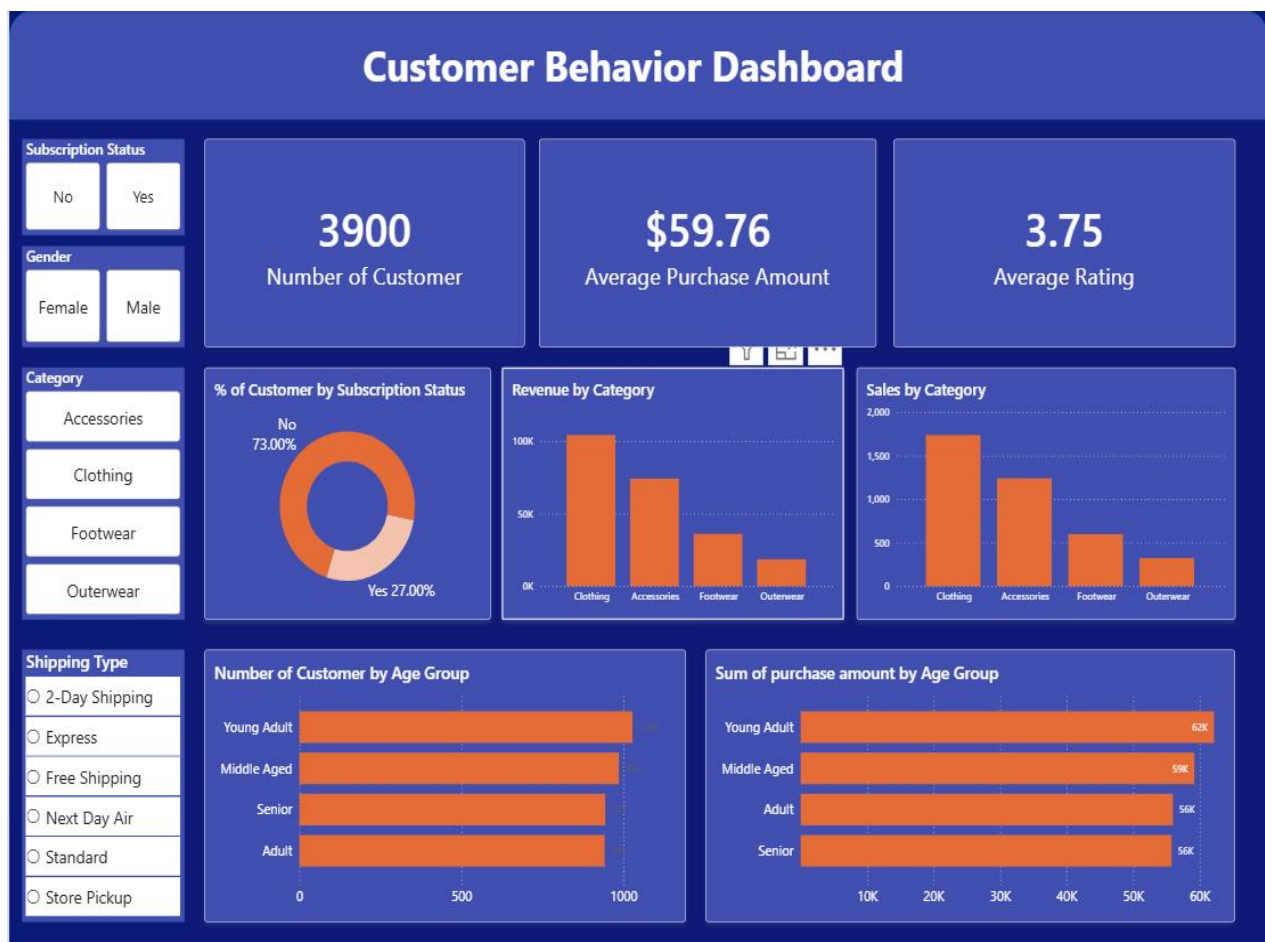 Customer Behavior Dashboard
Subscription Status
No Yes
Gender
Female Male
Category
Accessories
Clothing
Footwear
Outerwear
Shipping Type
2-Day Shipping
Express
Free Shipping
Next Day Air
Standard
Store Pickup
3900
Number of Customer
$59.76
Average Purchase Amount
3.75
Average Rating
% of Customer by Subscription Status
No
73.00%
Yes 27.00%
Revenue by Category
100K
50K
0K
Clothing Accessories Footwear Outerwear
Sales by Category
2,000
1,500
1,000
500
0
Clothing Accessories Footwear Outerwear
Number of Customer by Age Group
Young Adult
Middle Aged
Senior
Adult
0 500 1000
Sum of purchase amount by Age Group
Young Adult 62K
Middle Aged 59K
Adult 56K
Senior 56K
10K 20K 30K 40K 50K 60K